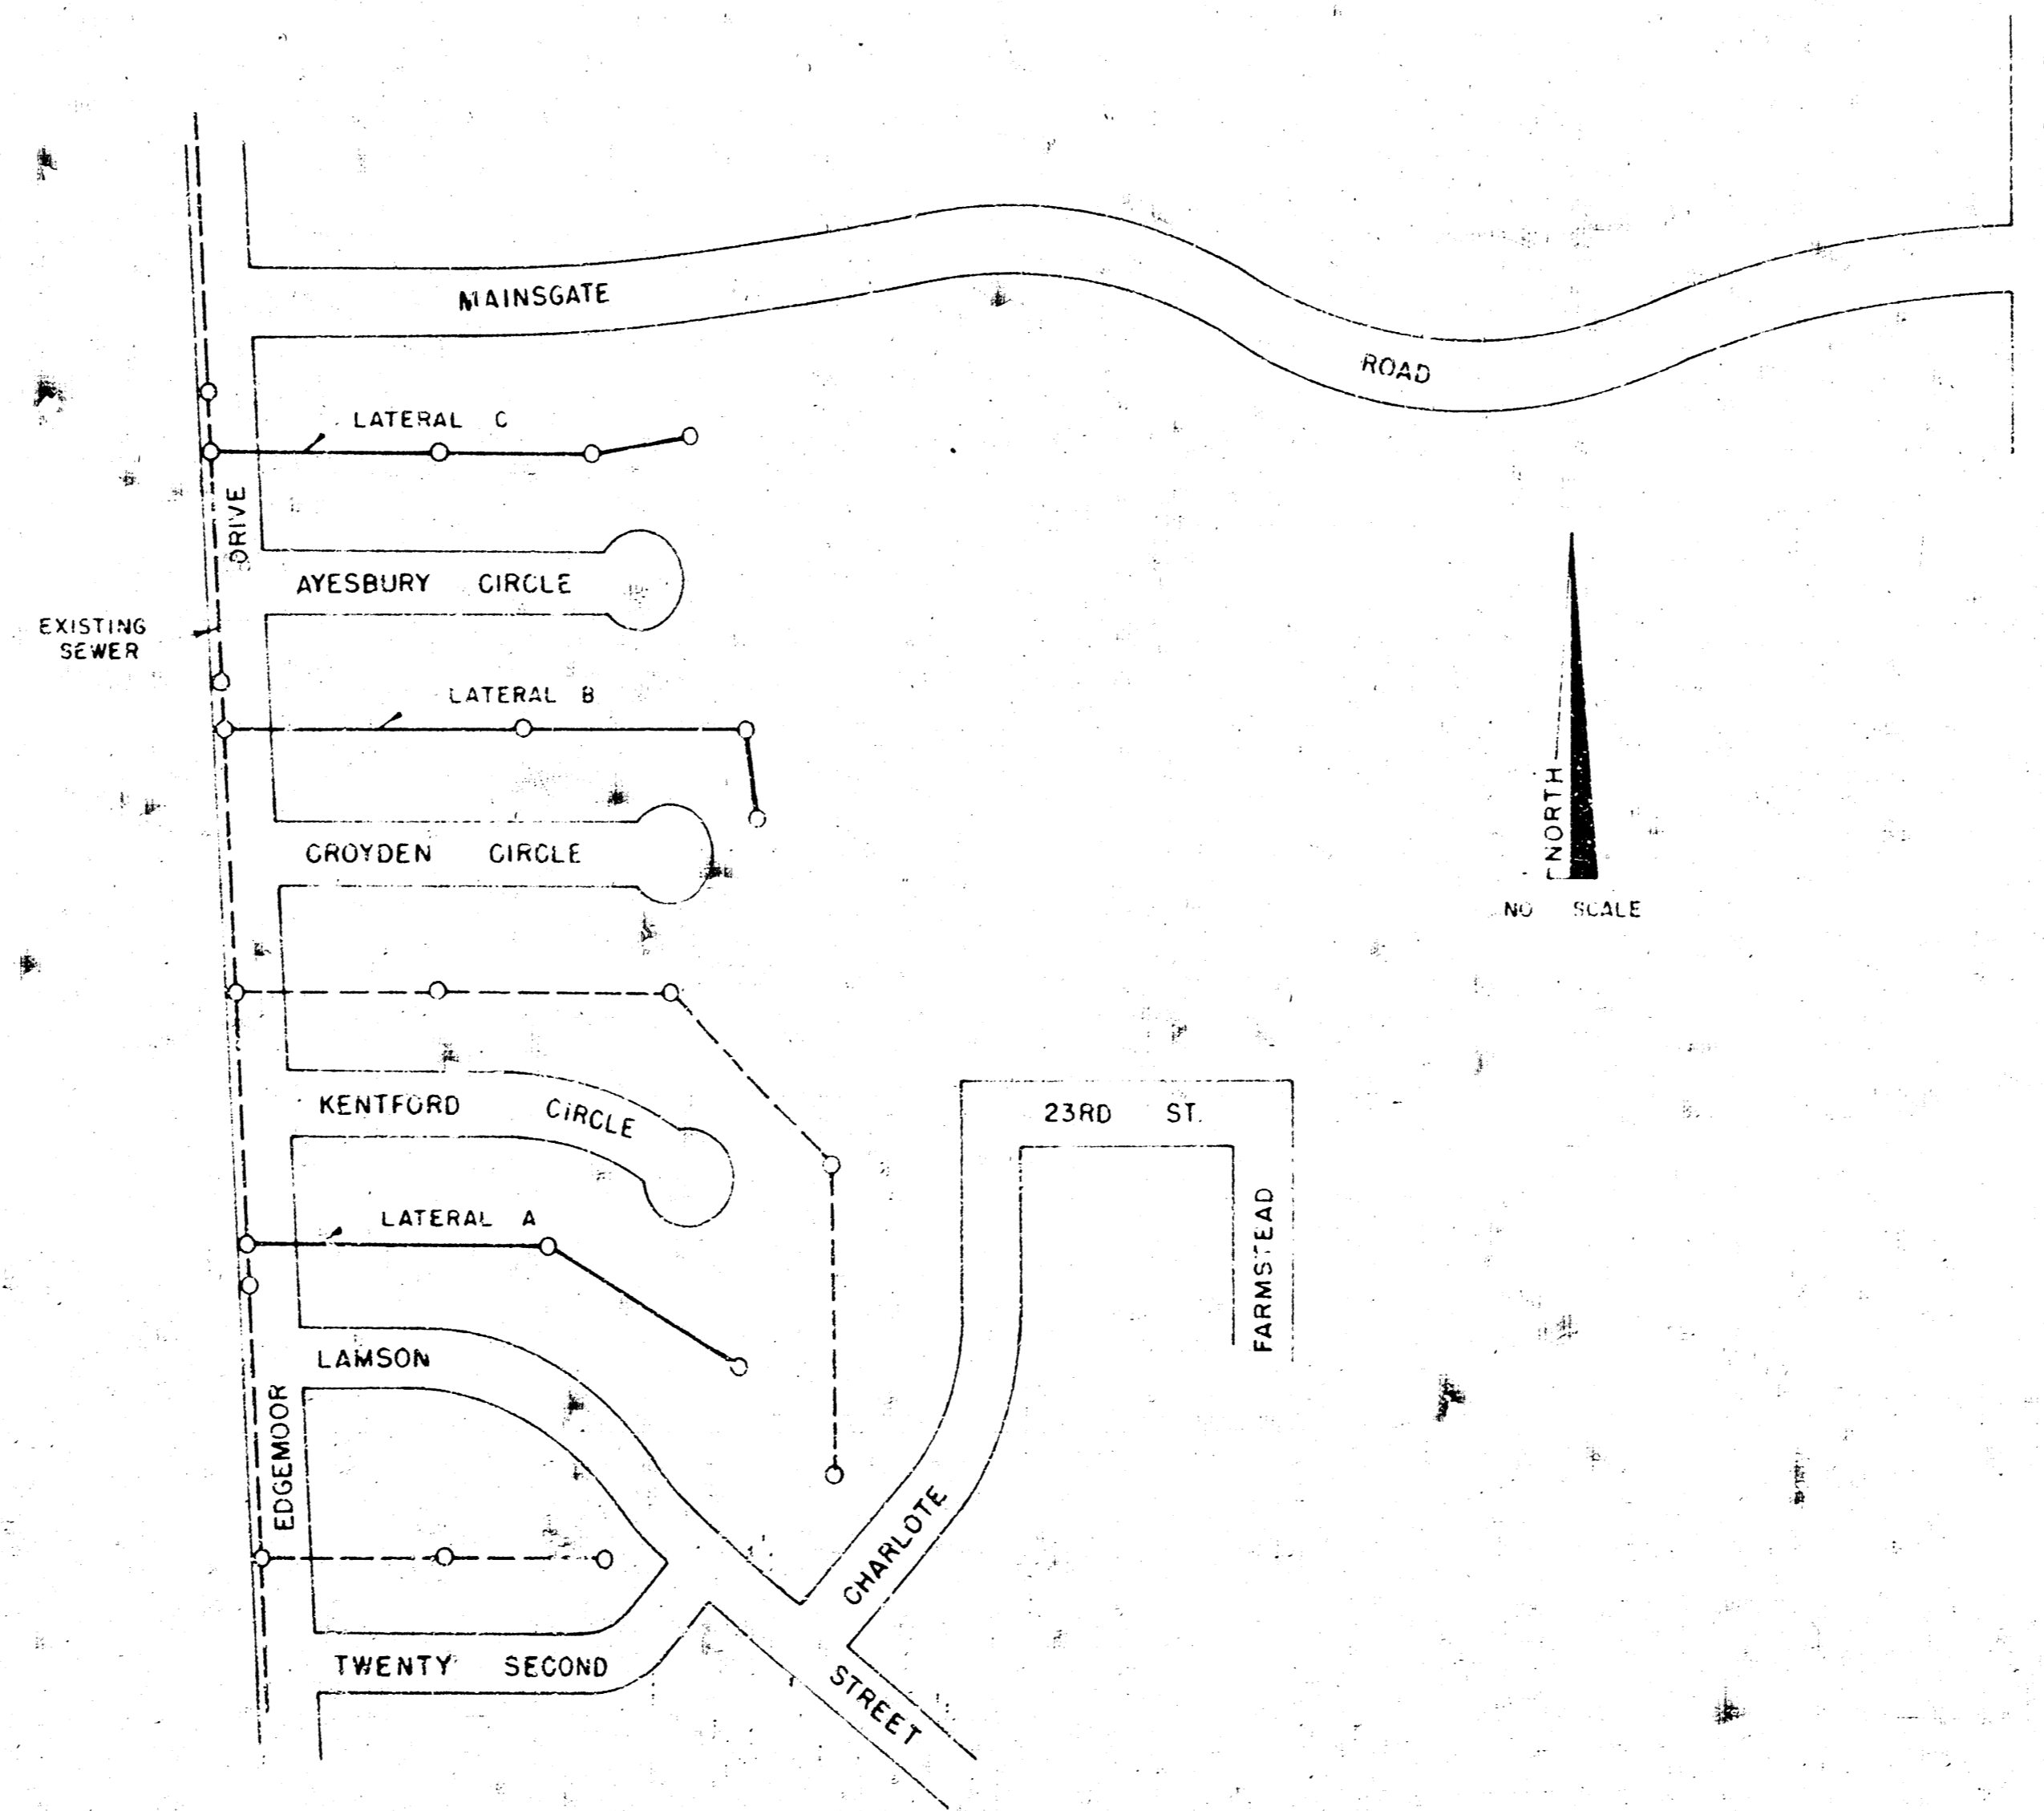 MAINSGATE
ROAD
LATERAL C
DRIVE
AYESBURY CIRCLE
EXISTING
SEWER
LATERAL B
NORTH
CROYDEN CIRCLE
NO SCALE
KENTFORD CIRCLE
23RD ST.
LATERAL A
FARMSTEAD
LAMSON
EDGEMOOR
CHARLOTE
TWENTY SECOND
STREET